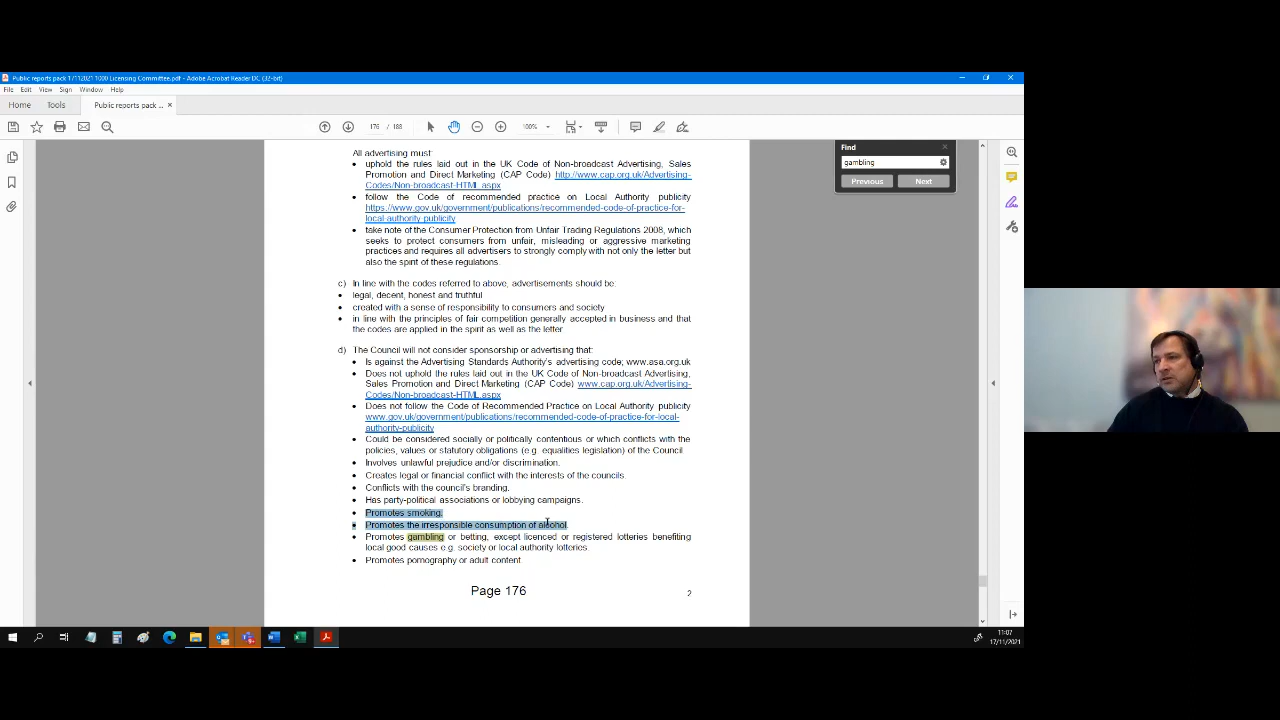 Public reports pack 17112021 1000 Licensing Committee.pdf - Adobe Acrobat Reader DC (32-bit)
File Edit View Sign Window Help
Home Tools Public reports pack ... ×
176 / 188 100%
Find
gambling
Previous Next
All advertising must:
• uphold the rules laid out in the UK Code of Non-broadcast Advertising, Sales
Promotion and Direct Marketing (CAP Code) http://www.cap.org.uk/Advertising-
Codes/Non-broadcast-HTML.aspx
• follow the Code of recommended practice on Local Authority publicity
https://www.gov.uk/government/publications/recommended-code-of-practice-for-
local-authority publicity
• take note of the Consumer Protection from Unfair Trading Regulations 2008, which
seeks to protect consumers from unfair, misleading or aggressive marketing
practices and requires all advertisers to strongly comply with not only the letter but
also the spirit of these regulations.
c) In line with the codes referred to above, advertisements should be:
• legal, decent, honest and truthful
• created with a sense of responsibility to consumers and society
• in line with the principles of fair competition generally accepted in business and that
the codes are applied in the spirit as well as the letter
d) The Council will not consider sponsorship or advertising that:
• Is against the Advertising Standards Authority's advertising code; www.asa.org.uk
• Does not uphold the rules laid out in the UK Code of Non-broadcast Advertising,
Sales Promotion and Direct Marketing (CAP Code) www.cap.org.uk/Advertising-
Codes/Non-broadcast-HTML.aspx
• Does not follow the Code of Recommended Practice on Local Authority publicity
www.gov.uk/government/publications/recommended-code-of-practice-for-local-
authority-publicity
• Could be considered socially or politically contentious or which conflicts with the
policies, values or statutory obligations (e.g. equalities legislation) of the Council
• Involves unlawful prejudice and/or discrimination.
• Creates legal or financial conflict with the interests of the councils.
• Conflicts with the council's branding.
• Has party-political associations or lobbying campaigns.
• Promotes smoking.
• Promotes the irresponsible consumption of alcohol.
• Promotes gambling or betting, except licenced or registered lotteries benefiting
local good causes e.g. society or local authority lotteries.
• Promotes pornography or adult content
Page 176
2
11:07
17/11/2021